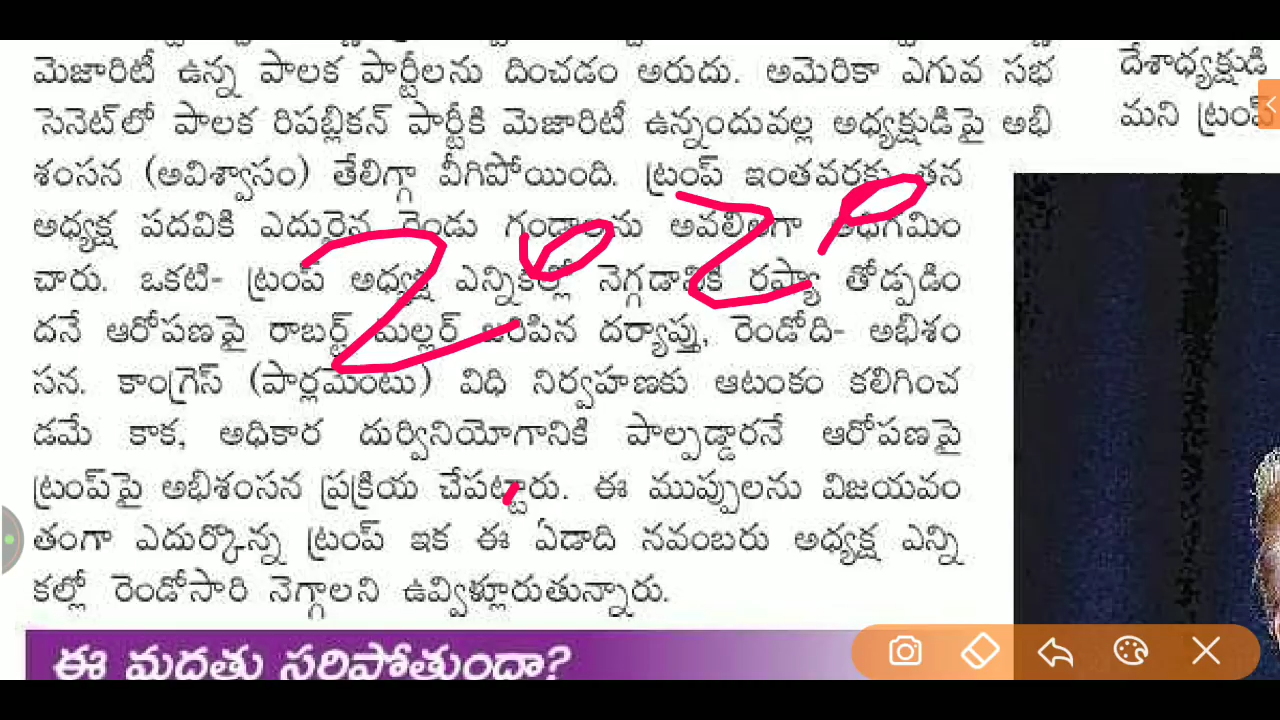 మెజారిటీ ఉన్న పాలక పార్టీలను దించడం అరుదు. అమెరికా ఎగువ సభ
సెనెట్‌లో పాలక రిపబ్లికన్ పార్టీకి మెజారిటీ ఉన్నందువల్ల అధ్యక్షుడిపై అభి
శంసన (అవిశ్వాసం) తేలిగ్గా వీగిపోయింది. ట్రంప్ ఇంతవరకు తన
అధ్యక్ష పదవికి ఎదురైన రెండు గండాలను అవలీలగా అధిగమిం
చారు. ఒకటి- ట్రంప్ అధ్యక్ష ఎన్నికల్లో నెగ్గడానికి రష్యా తోడ్పడిం
దనే ఆరోపణపై రాబర్ట్ మల్లర్ జరిపిన దర్యాప్తు, రెండోది- అభిశం
సన. కాంగ్రెస్ (పార్లమెంటు) విధి నిర్వహణకు ఆటంకం కలిగించ
డమే కాక, అధికార దుర్వినియోగానికి పాల్పడ్డారనే ఆరోపణపై
ట్రంప్‌పై అభిశంసన ప్రక్రియ చేపట్టారు. ఈ ముప్పులను విజయవం
తంగా ఎదుర్కొన్న ట్రంప్ ఇక ఈ ఏడాది నవంబరు అధ్యక్ష ఎన్ని
కల్లో రెండోసారి నెగ్గాలని ఉవ్విళ్లూరుతున్నారు.
ఈ మద్దతు సరిపోతుందా?
దేశాధ్యక్షుడి
మని ట్రంప్
2020